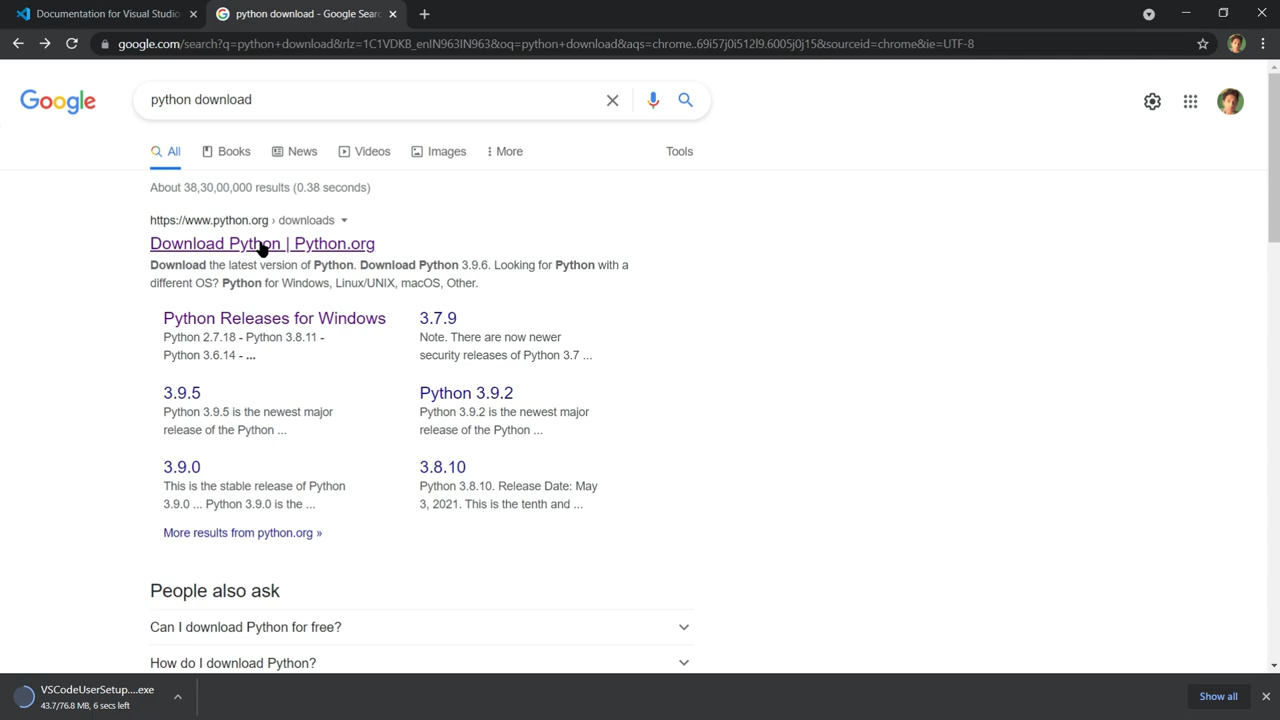 Documentation for Visual Studio
python download - Google Sear
google.com/search?q=python+download&rlz=1C1VDKB_enIN963IN963&oq=python+download&aqs=chrome..69i57j0i512l9.6005j0j15&sourceid=chrome&ie=UTF-8
Google
python download
All Books News Videos Images More Tools
About 38,30,00,000 results (0.38 seconds)
https://www.python.org › downloads
Download Python | Python.org
Download the latest version of Python. Download Python 3.9.6. Looking for Python with a
different OS? Python for Windows, Linux/UNIX, macOS, Other.
Python Releases for Windows
Python 2.7.18 - Python 3.8.11 -
Python 3.6.14 - ...
3.7.9
Note. There are now newer
security releases of Python 3.7 ...
3.9.5
Python 3.9.5 is the newest major
release of the Python ...
Python 3.9.2
Python 3.9.2 is the newest major
release of the Python ...
3.9.0
This is the stable release of Python
3.9.0 ... Python 3.9.0 is the ...
3.8.10
Python 3.8.10. Release Date: May
3, 2021. This is the tenth and ...
More results from python.org »
People also ask
Can I download Python for free?
How do I download Python?
VSCodeUserSetup....exe
43.7/76.8 MB, 6 secs left
Show all